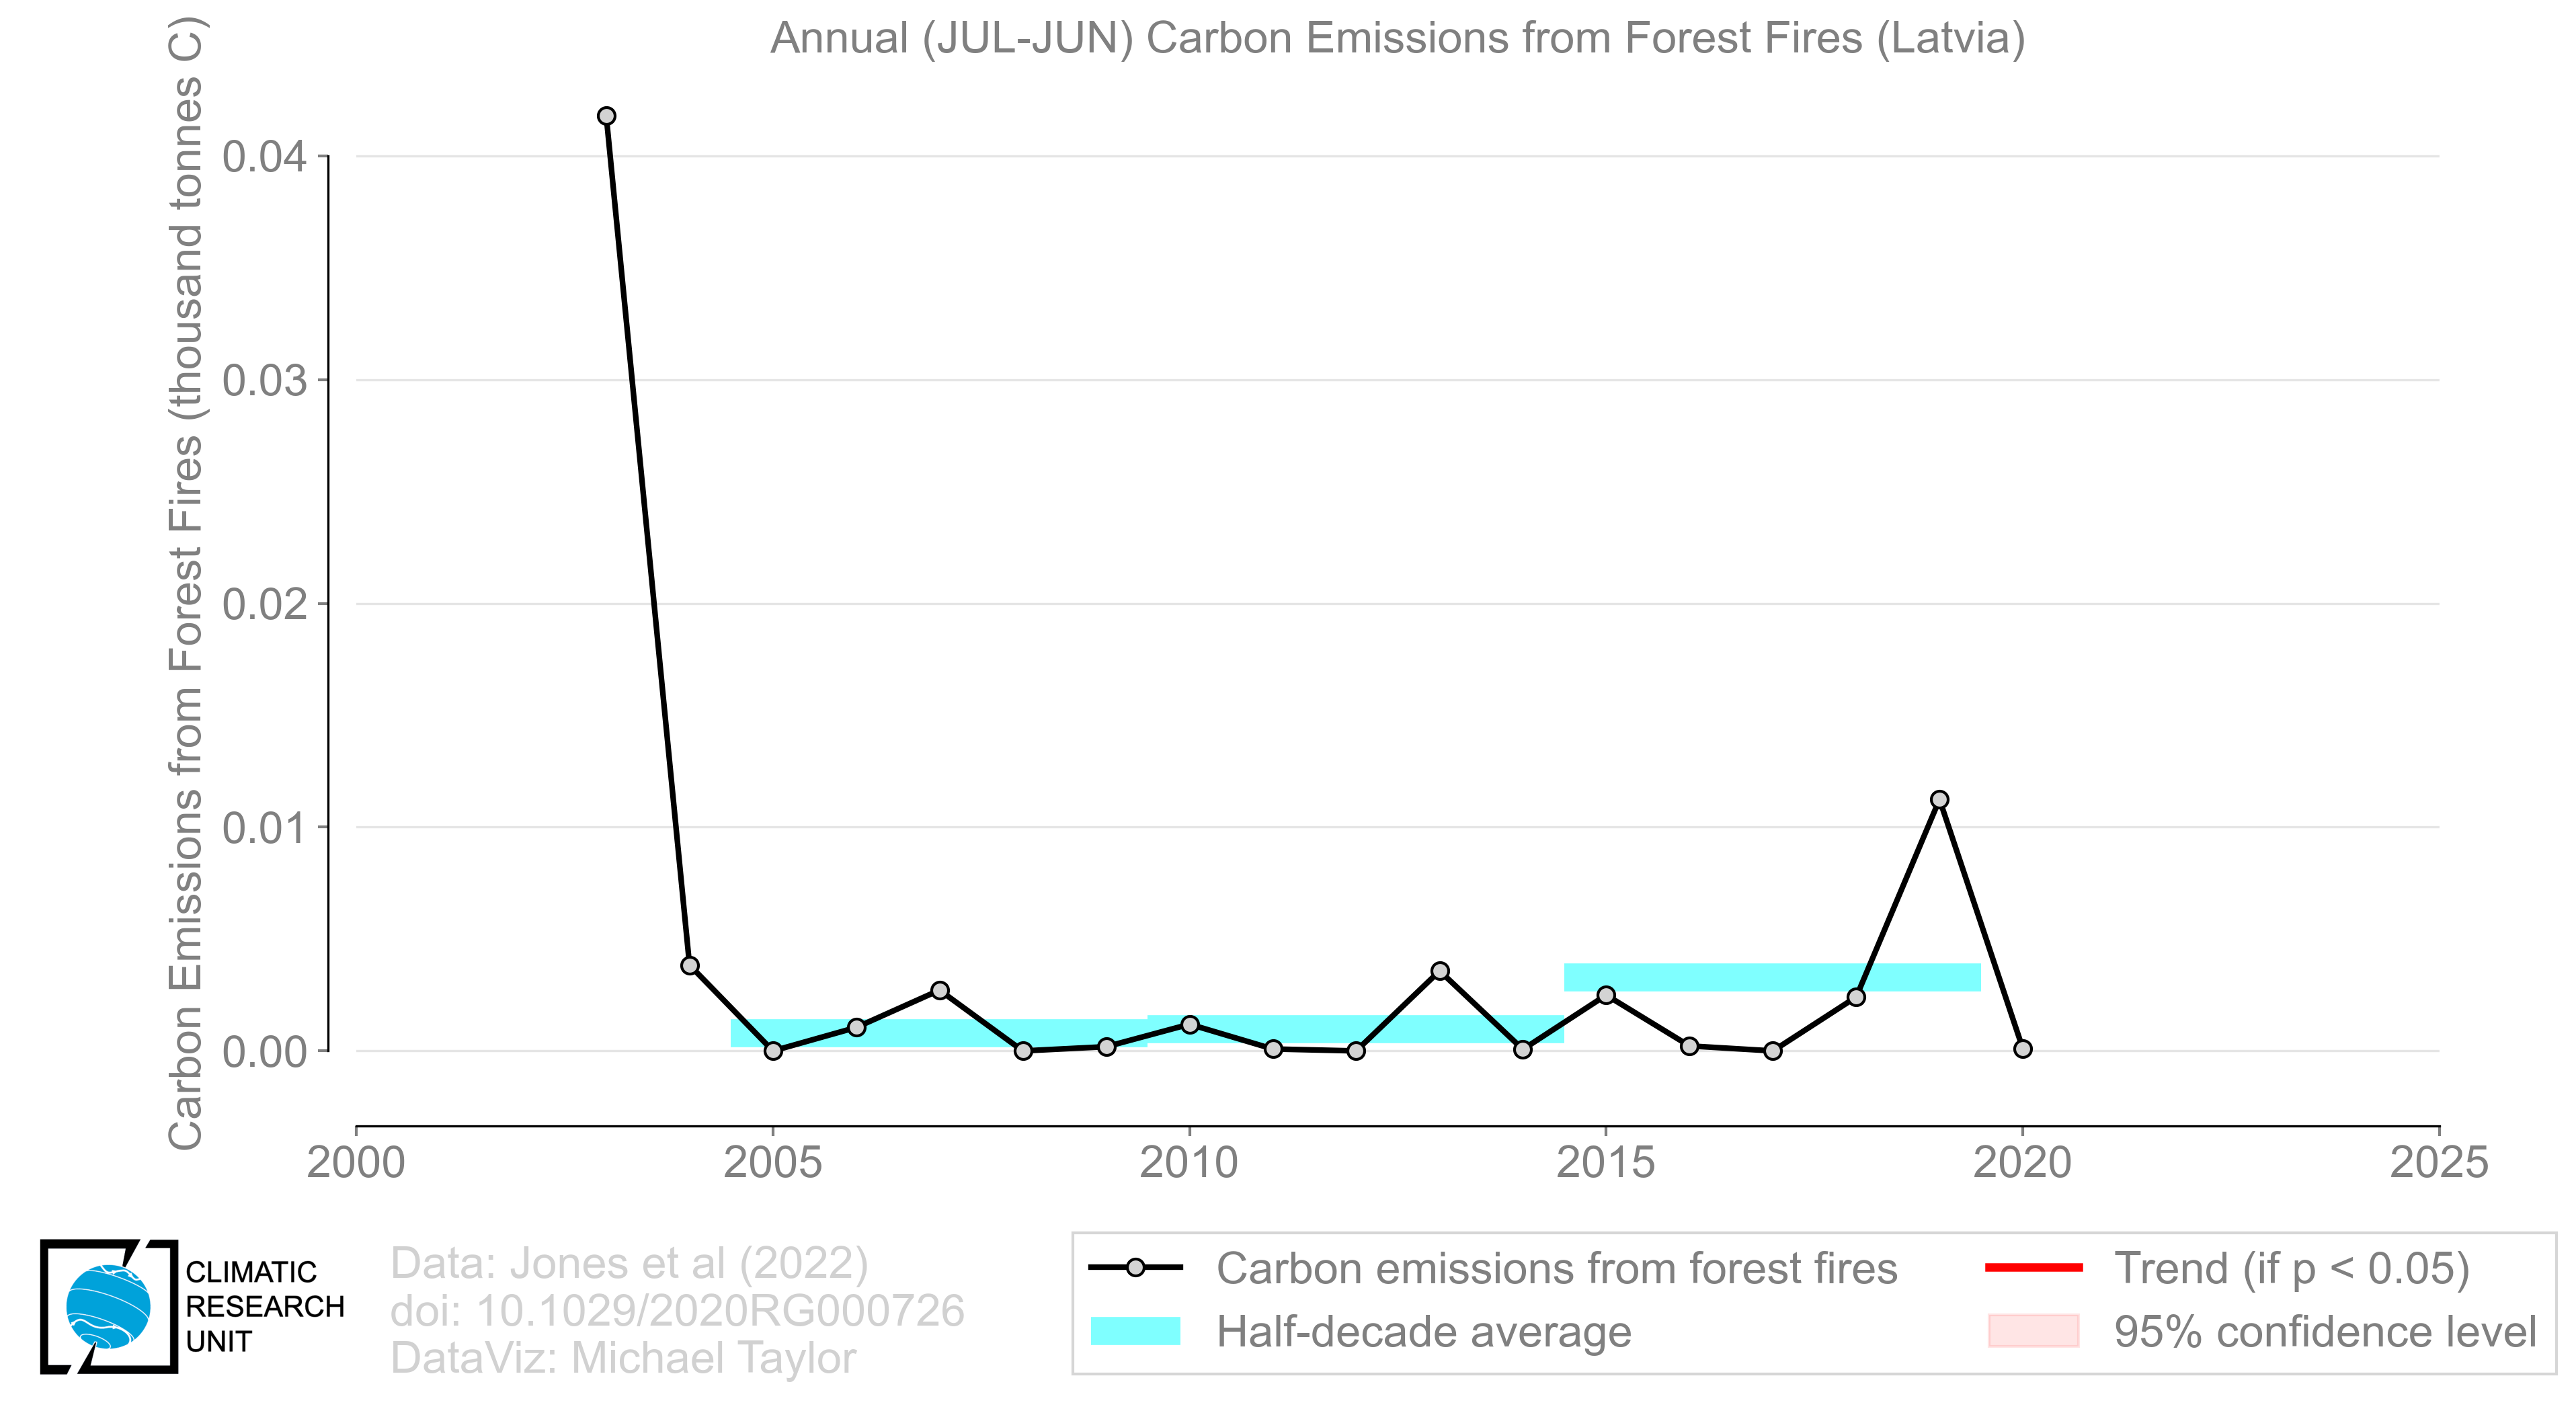 Annual (JUL-JUN) Carbon Emissions from Forest Fires (Latvia)
Carbon Emissions from Forest Fires (thousand tonnes C)
0.04
0.03
0.02
0.01
0.00
2000
2005
2010
2015
2020
2025
CLIMATIC
RESEARCH
UNIT
Data: Jones et al (2022)
doi: 10.1029/2020RG000726
DataViz: Michael Taylor
Carbon emissions from forest fires
Half-decade average
Trend (if p < 0.05)
95% confidence level